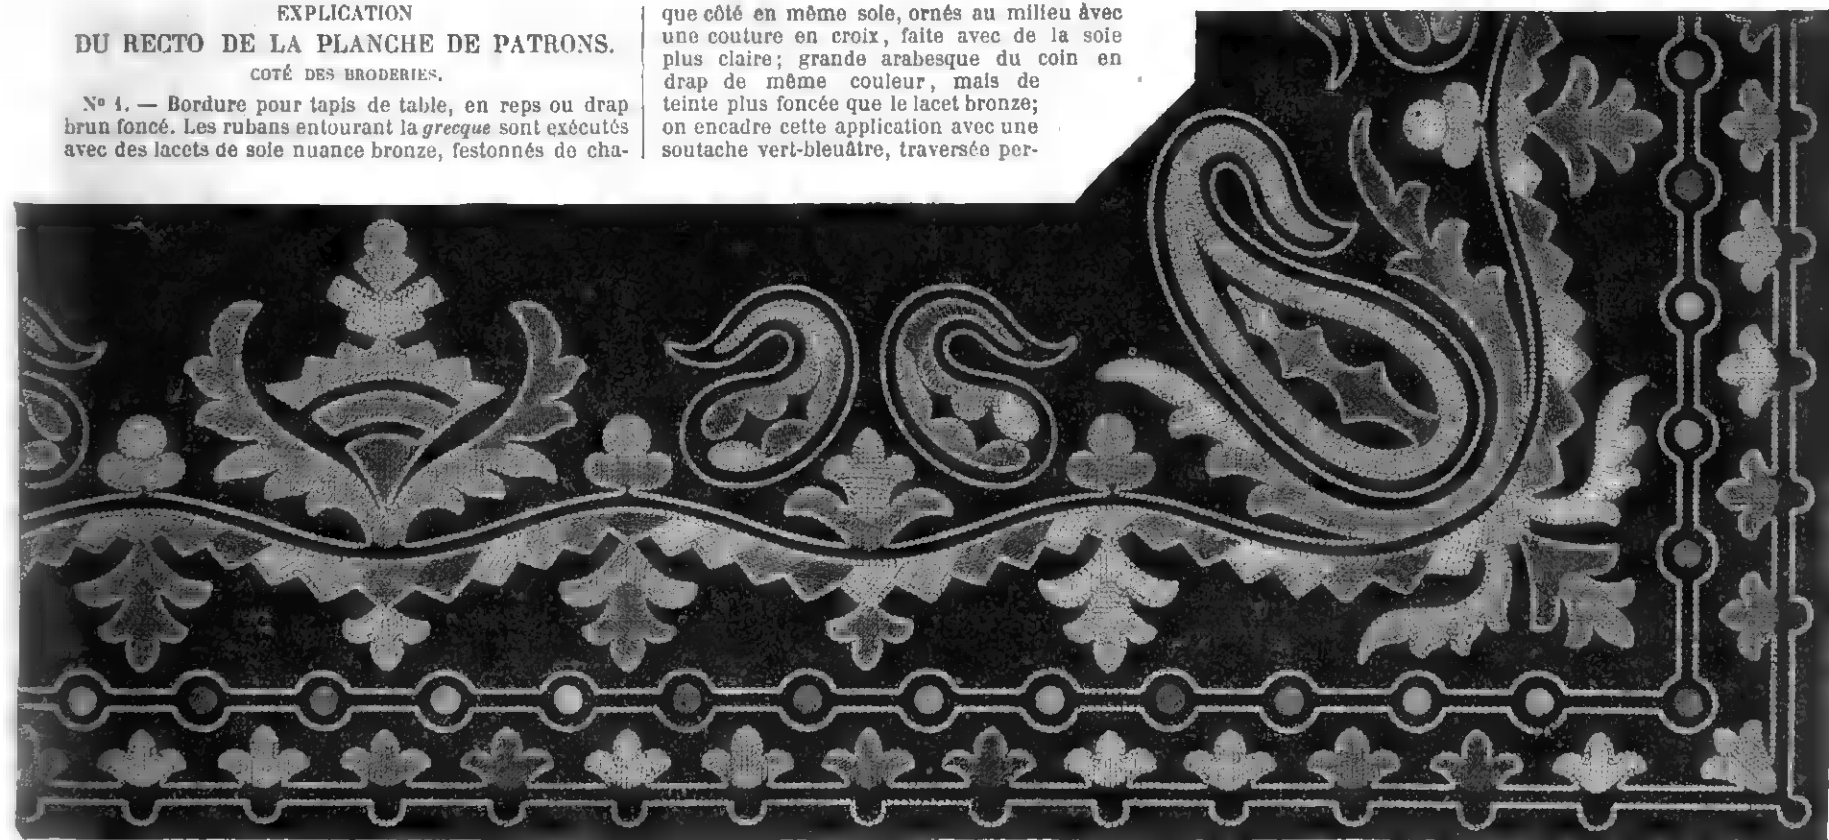 EXPLICATION
DU RECTO DE LA PLANCHE DE PATRONS.
COTÉ DES BRODERIES.
Nº 1. — Bordure pour tapis de table, en reps ou drap
brun foncé. Les rubans entourant la grecque sont exécutés
avec des lacets de soie nuance bronze, festonnés de cha-
que côté en même soie, ornés au milieu avec
une couture en croix, faite avec de la soie
plus claire; grande arabesque du coin en
drap de même couleur, mais de
teinte plus foncée que le lacet bronze;
on encadre cette application avec une
soutache vert-bleuâtre, traversée per-